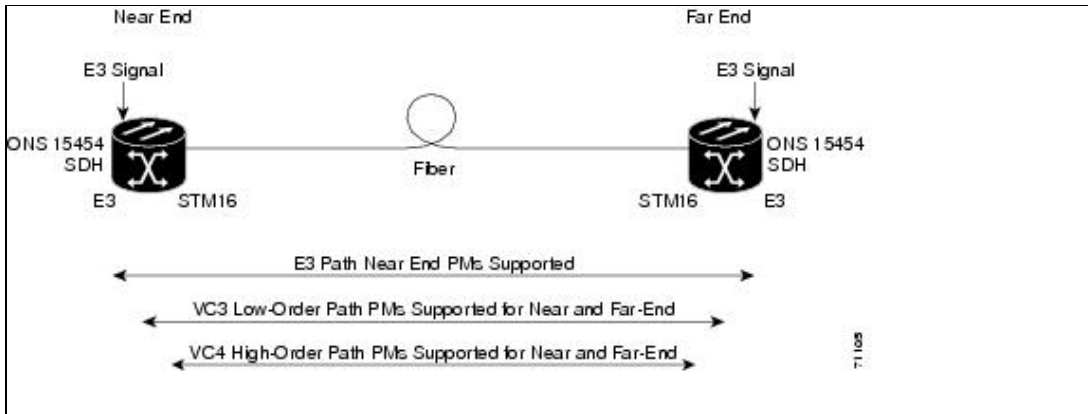 Near End
Far End
E3 Signal
E3 Signal
ONS 15454
SDH
ONS 15454
SDH
Fiber
E3
STM16
STM16
E3
E3 Path Near End PMs Supported
VC3 Low-Order Path PMs Supported for Near and Far-End
VC4 High-Order Path PMs Supported for Near and Far-End
71105